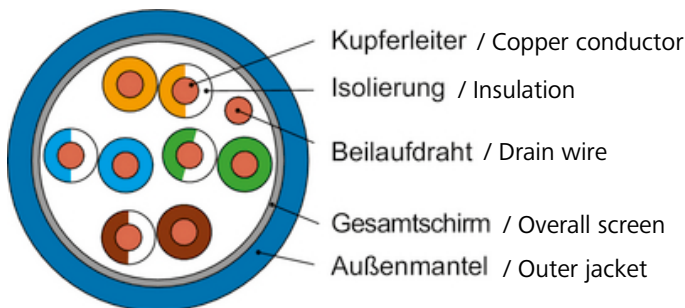 Kupferleiter / Copper conductor
Isolierung / Insulation
Beilaufdraht / Drain wire
Gesamtschirm / Overall screen
Außenmantel / Outer jacket